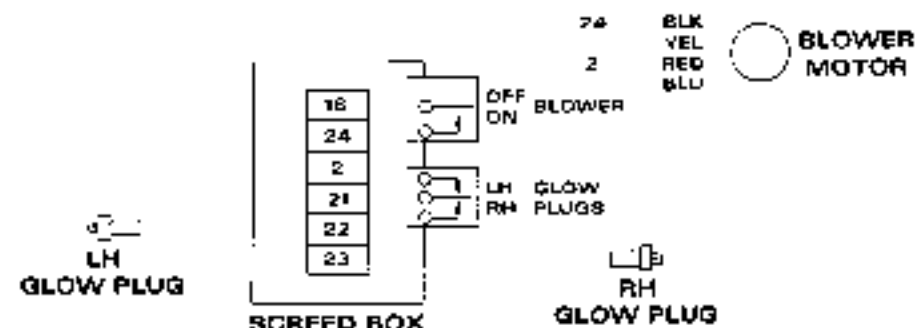 24 BLK
YEL
2 RED
BLU
BLOWER
MOTOR
16
24
2
21
22
23
OFF
ON
BLOWER
LH GLOW
RH PLUGS
LH
GLOW PLUG
RH
GLOW PLUG
SCREED BOX